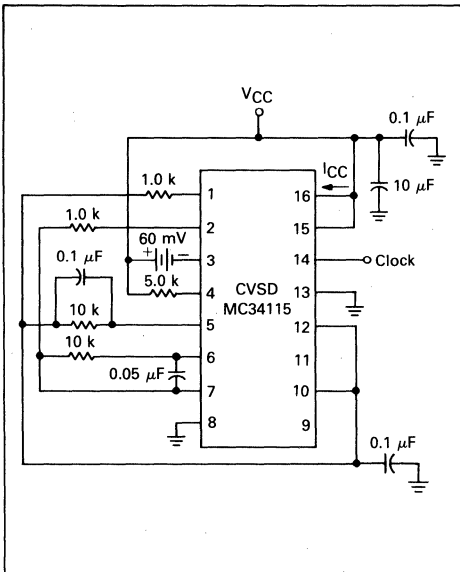 VCC
0.1 μF
ICC
10 μF
1.0 k
1
16
1.0 k
2
15
60 mV
+ −
3
14
Clock
0.1 μF
5.0 k
4
CVSD
MC34115
13
10 k
5
12
10 k
6
11
0.05 μF
7
10
8
9
0.1 μF